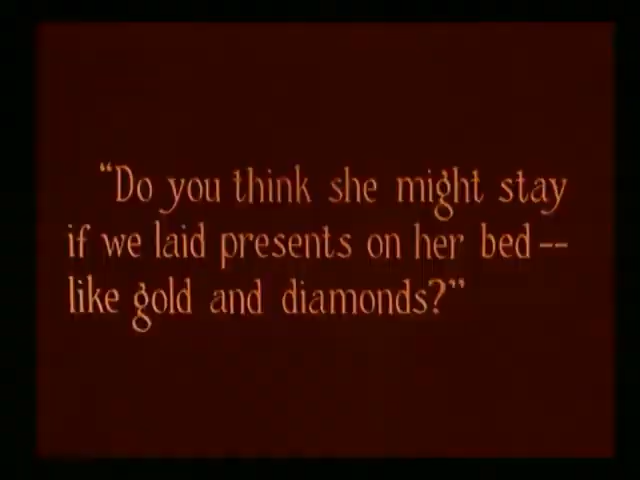 “Do you think she might stay
if we laid presents on her bed--
like gold and diamonds?”